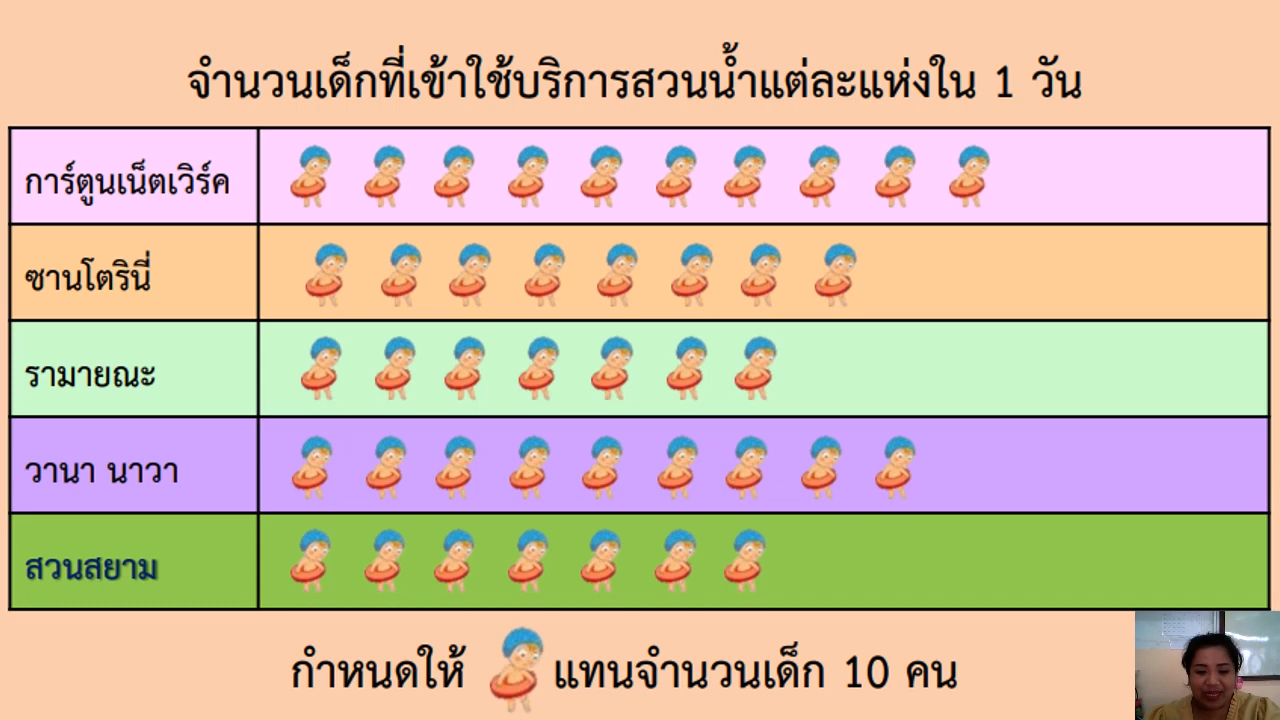 จำนวนเด็กที่เข้าใช้บริการสวนน้ำแต่ละแห่งใน 1 วัน
การ์ตูนเน็ตเวิร์ค
ซานโตรินี่
รามายณะ
วานา นาวา
สวนสยาม
กำหนดให้ แทนจำนวนเด็ก 10 คน